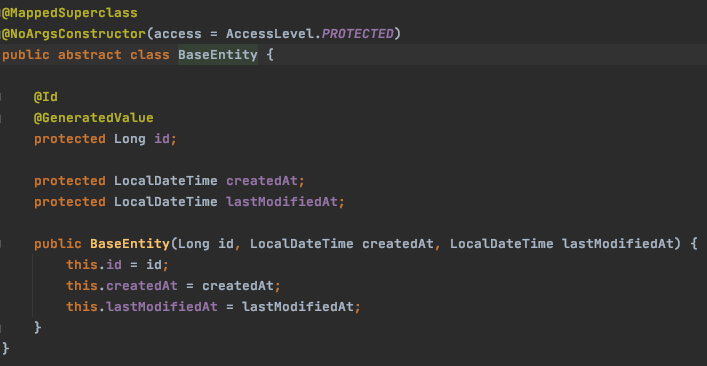 @MappedSuperclass
@NoArgsConstructor(access = AccessLevel.PROTECTED)
public abstract class BaseEntity {
@Id
@GeneratedValue
protected Long id;
protected LocalDateTime createdAt;
protected LocalDateTime lastModifiedAt;
public BaseEntity(Long id, LocalDateTime createdAt, LocalDateTime lastModifiedAt) {
this.id = id;
this.createdAt = createdAt;
this.lastModifiedAt = lastModifiedAt;
}
}